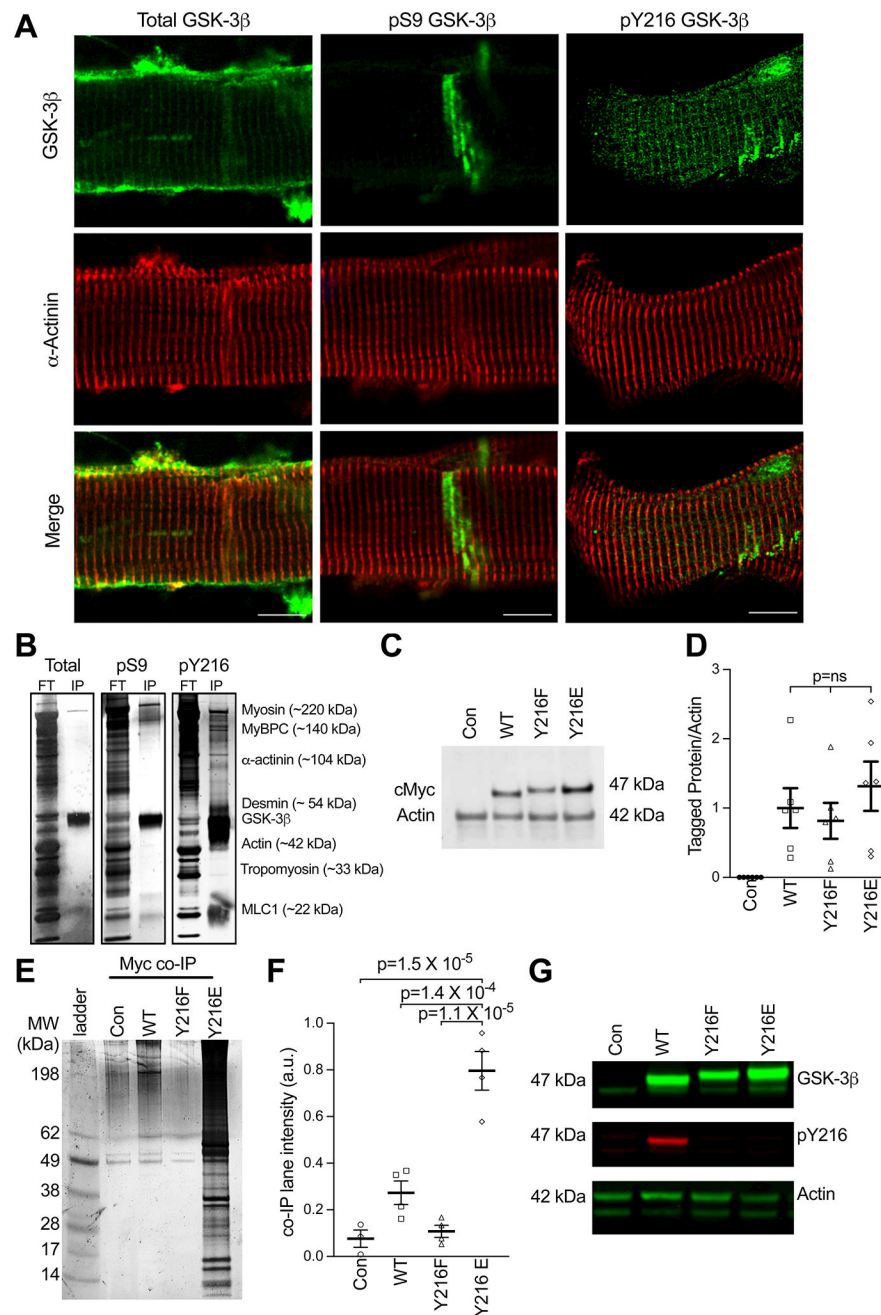 A
Total GSK-3β
pS9 GSK-3β
pY216 GSK-3β
GSK-3β
α-Actinin
Merge
B
Total
pS9
pY216
FT
IP
FT
IP
FT
IP
Myosin (~220 kDa)
MyBPC (~140 kDa)
α-actinin (~104 kDa)
Desmin (~ 54 kDa)
GSK-3β
Actin (~42 kDa)
Tropomyosin (~33 kDa)
MLC1 (~22 kDa)
C
Con
WT
Y216F
Y216E
cMyc
47 kDa
Actin
42 kDa
D
p=ns
Tagged Protein/Actin
3
2
1
0
Con
WT
Y216F
Y216E
E
Myc co-IP
ladder
Con
WT
Y216F
Y216E
MW
(kDa)
198
62
49
38
28
17
14
F
p=1.5 X 10-5
p=1.4 X 10-4
p=1.1 X 10-5
co-IP lane intensity (a.u.)
1.0
0.8
0.6
0.4
0.2
0.0
Con
WT
Y216F
Y216 E
G
Con
WT
Y216F
Y216E
47 kDa
GSK-3β
47 kDa
pY216
42 kDa
Actin